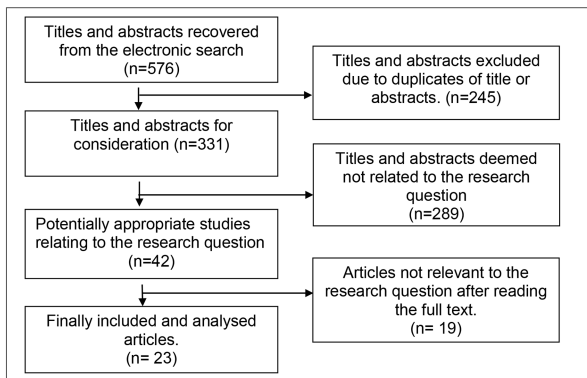 Titles and abstracts recovered
from the electronic search
(n=576)
Titles and abstracts excluded
due to duplicates of title or
abstracts. (n=245)
Titles and abstracts for
consideration (n=331)
Titles and abstracts deemed
not related to the research
question
(n=289)
Potentially appropriate studies
relating to the research question
(n=42)
Articles not relevant to the
research question after reading
the full text.
(n= 19)
Finally included and analysed
articles.
(n= 23)